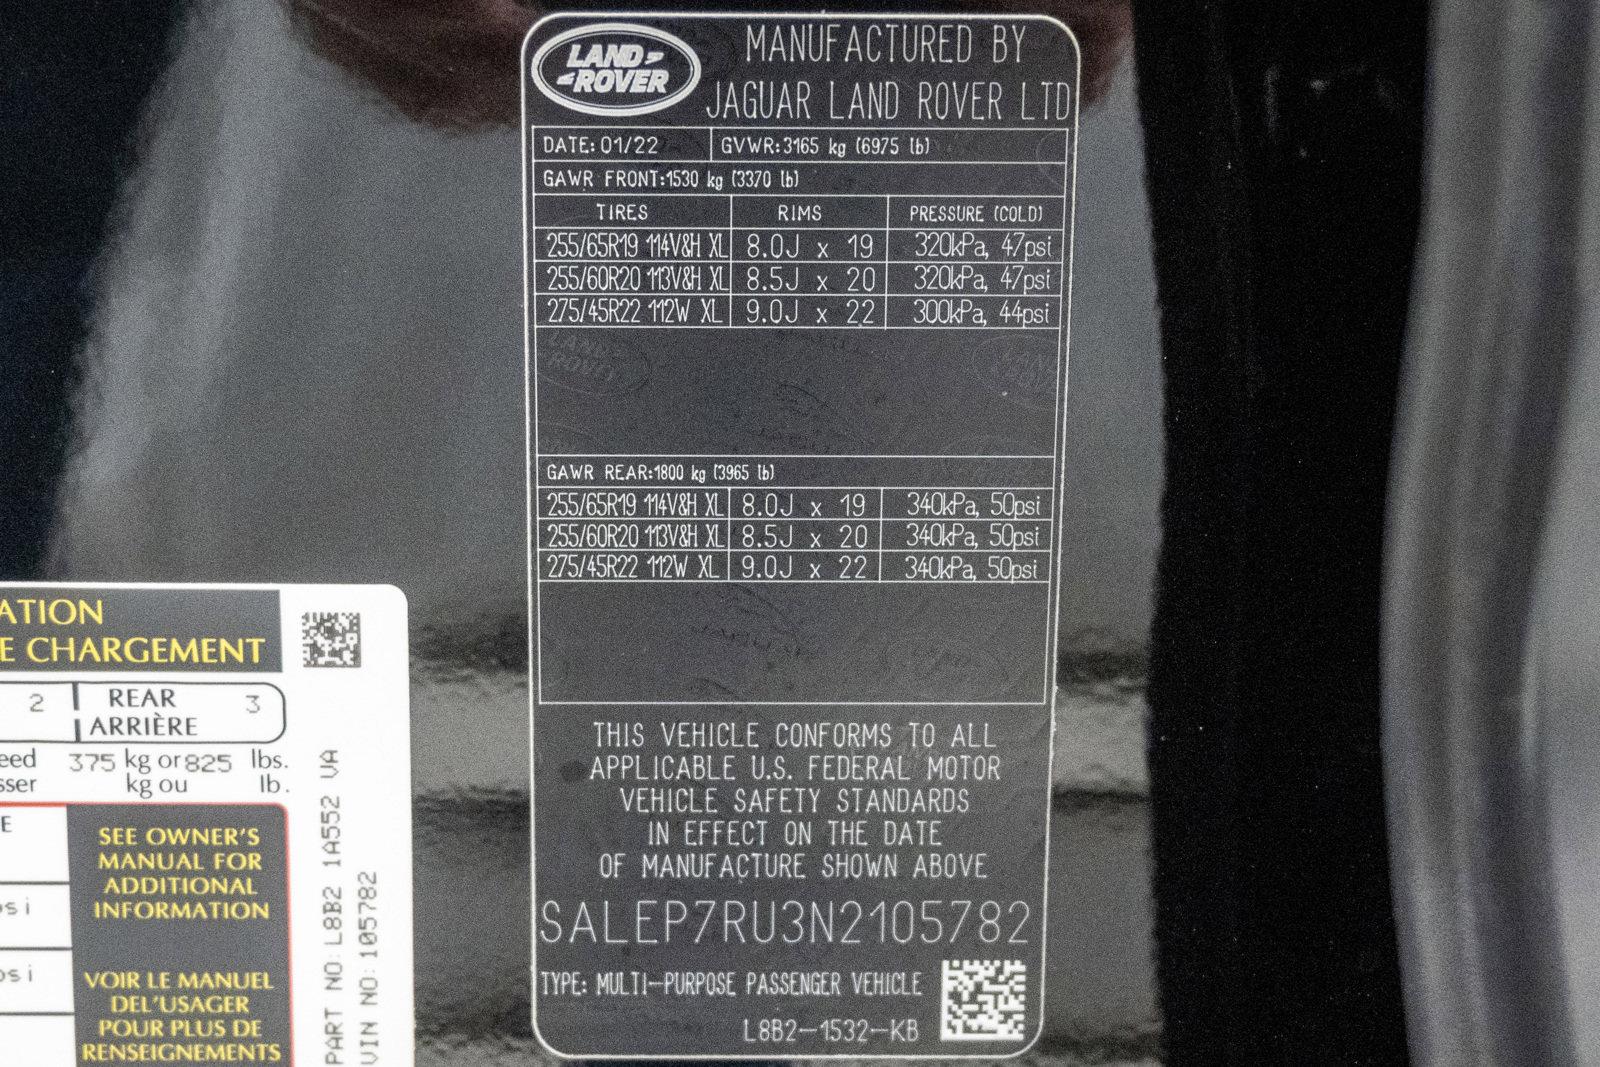 LAND
ROVER
MANUFACTURED BY
JAGUAR LAND ROVER LTD
DATE: 01/22 GVWR:3165 kg (6975 lb)
GAWR FRONT:1530 kg (3370 lb)
TIRES RIMS PRESSURE (COLD)
255/65R19 114V&H XL 8.0J x 19 320kPa, 47psi
255/60R20 113V&H XL 8.5J x 20 320kPa, 47psi
275/45R22 112W XL 9.0J x 22 300kPa, 44psi
GAWR REAR:1800 kg (3965 lb)
255/65R19 114V&H XL 8.0J x 19 340kPa, 50psi
255/60R20 113V&H XL 8.5J x 20 340kPa, 50psi
275/45R22 112W XL 9.0J x 22 340kPa, 50psi
THIS VEHICLE CONFORMS TO ALL
APPLICABLE U.S. FEDERAL MOTOR
VEHICLE SAFETY STANDARDS
IN EFFECT ON THE DATE
OF MANUFACTURE SHOWN ABOVE
SALEP7RU3N2105782
TYPE: MULTI-PURPOSE PASSENGER VEHICLE
L8B2-1532-KB
ATION
E CHARGEMENT
2 REAR 3
ARRIÈRE
eed 375 kg or 825 lbs.
sser kg ou lb.
E
SEE OWNER'S
MANUAL FOR
ADDITIONAL
INFORMATION
si
si
VOIR LE MANUEL
DEL'USAGER
POUR PLUS DE
RENSEIGNEMENTS
PART NO: L8B2 1A552 VA
VIN NO: 105782